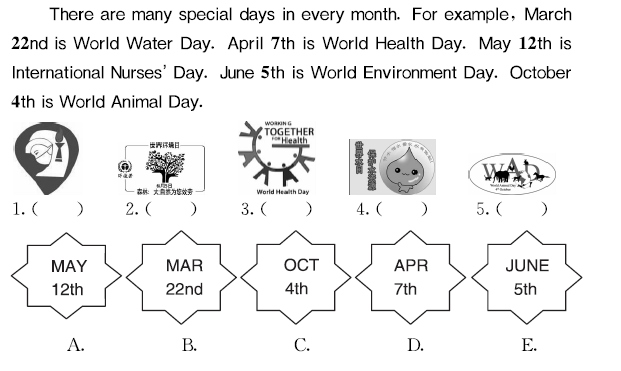 There are many special days in every month. For example, March
22nd is World Water Day. April 7th is World Health Day. May 12th is
International Nurses' Day. June 5th is World Environment Day. October
4th is World Animal Day.
WORKING
TOGETHER
FOR Health
World Health Day
世界环境日
6月5日
森林:大自然为您效劳
世界水日
WAD
World Animal Day
1.(    ) 2.(    ) 3.(    ) 4.(    ) 5.(    )
MAY MAR OCT APR JUNE
12th 22nd 4th 7th 5th
A. B. C. D. E.